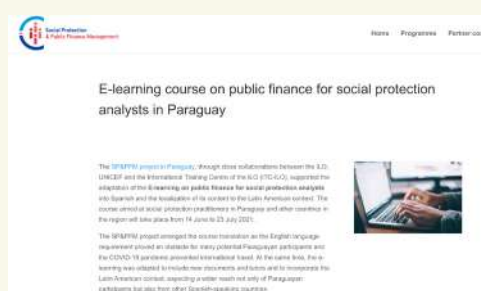 Social Protection
& Public Finance Management
Home Programmes Partner
E-learning course on public finance for social protection
analysts in Paraguay
The SP&PFM project in Paraguay, through close collaborations between the ILO,
UNICEF and the International Training Centre of the ILO (ITC-ILO), supported the
adaptation of the E-learning on public finance for social protection analysts
into Spanish and the localization of its content to the Latin American context. The
course aimed at social protection practitioners in Paraguay and other countries in
the region will take place from 14 June to 23 July 2021.
The SP&PFM project arranged the course translation as the English language
requirement proved an obstacle for many potential Paraguayan participants and
the COVID-19 pandemic prevented international travel. At the same time, the e-
learning was adapted to include new documents and tutors and to incorporate the
Latin American context, expecting a wider reach not only of Paraguayan
participants but also from other Spanish-speaking countries.